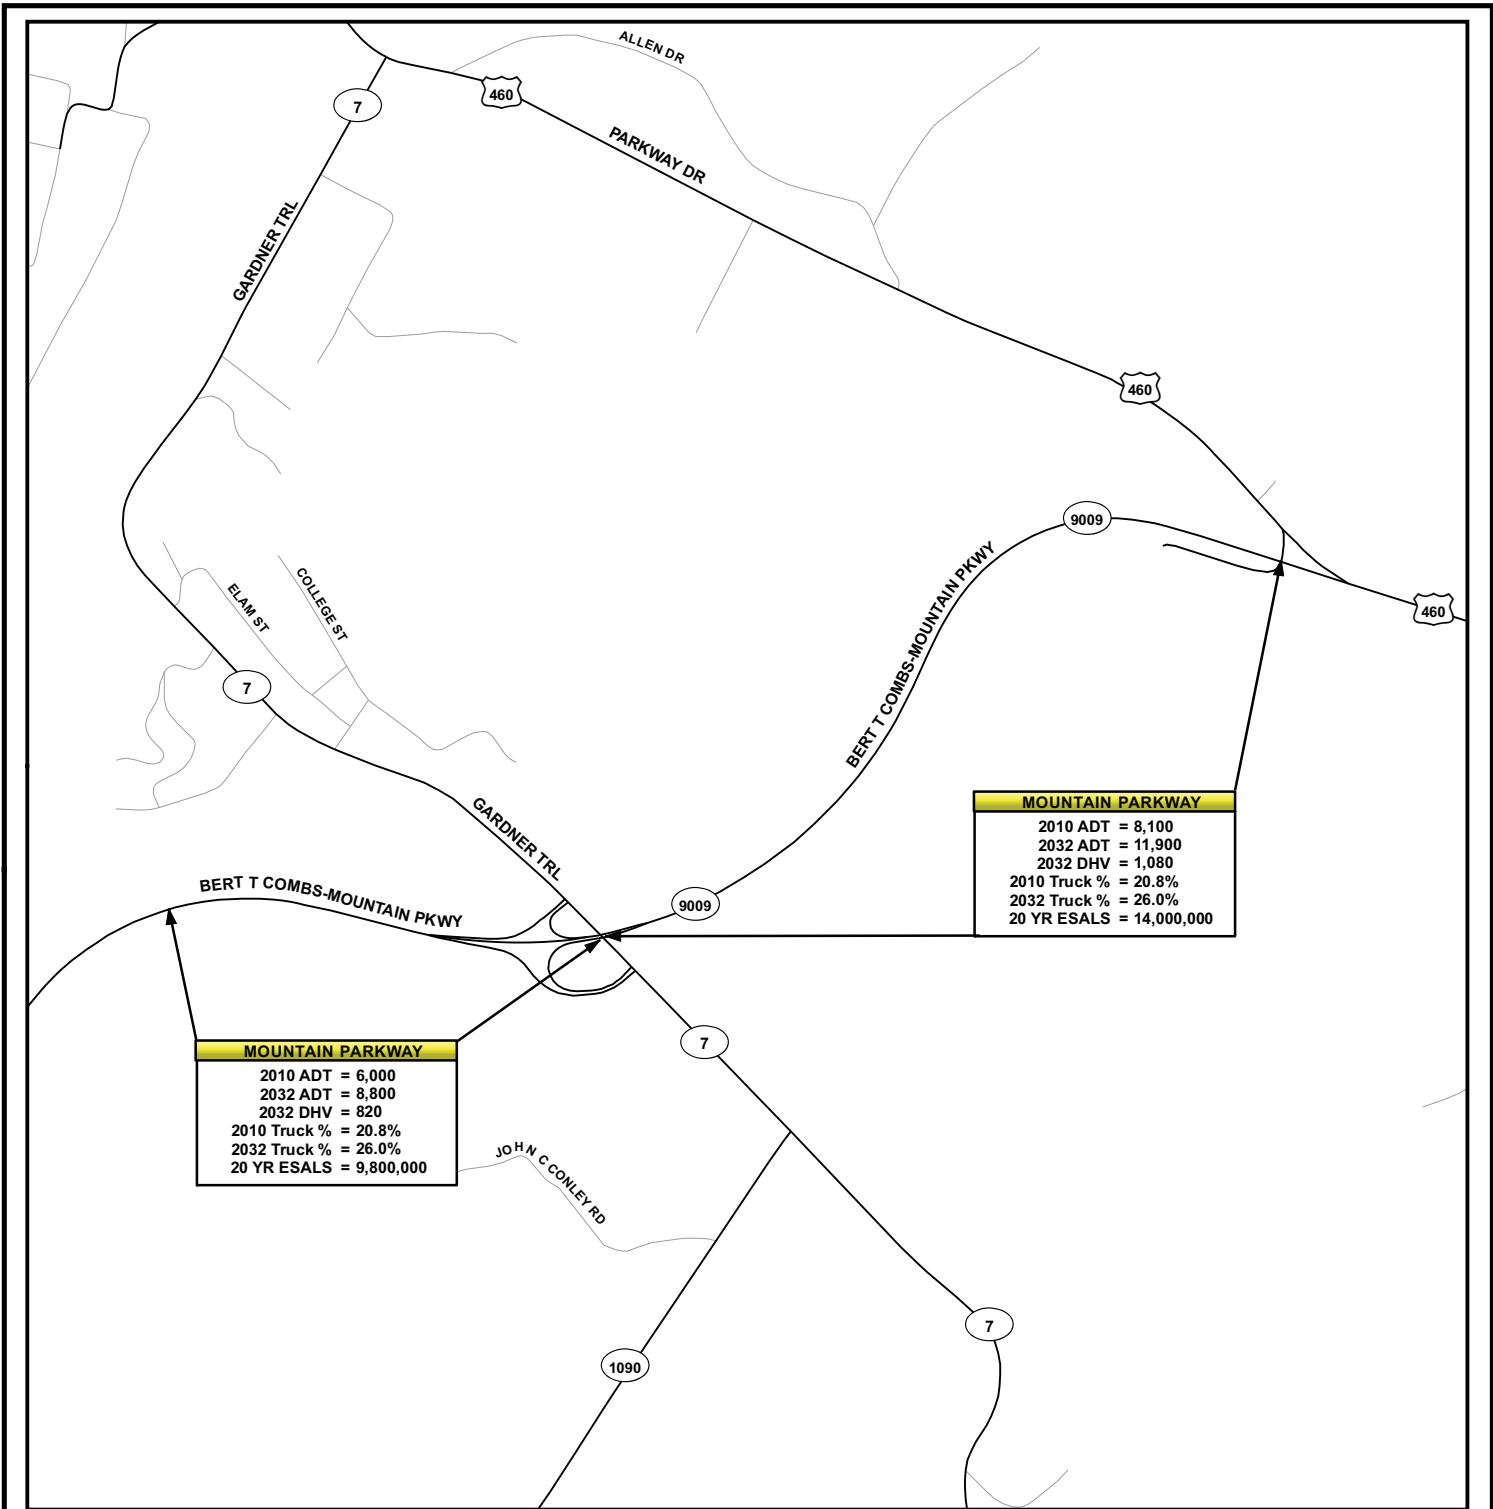 ALLEN DR
460
7
PARKWAY DR
GARDNER TRL
460
9009
BERT T COMBS-MOUNTAIN PKWY
460
ELAM ST
COLLEGE ST
7
GARDNER TRL
MOUNTAIN PARKWAY
2010 ADT = 8,100
2032 ADT = 11,900
2032 DHV = 1,080
2010 Truck % = 20.8%
2032 Truck % = 26.0%
20 YR ESALS = 14,000,000
BERT T COMBS-MOUNTAIN PKWY
9009
7
MOUNTAIN PARKWAY
2010 ADT = 6,000
2032 ADT = 8,800
2032 DHV = 820
2010 Truck % = 20.8%
2032 Truck % = 26.0%
20 YR ESALS = 9,800,000
JOHN C CONLEY RD
7
1090